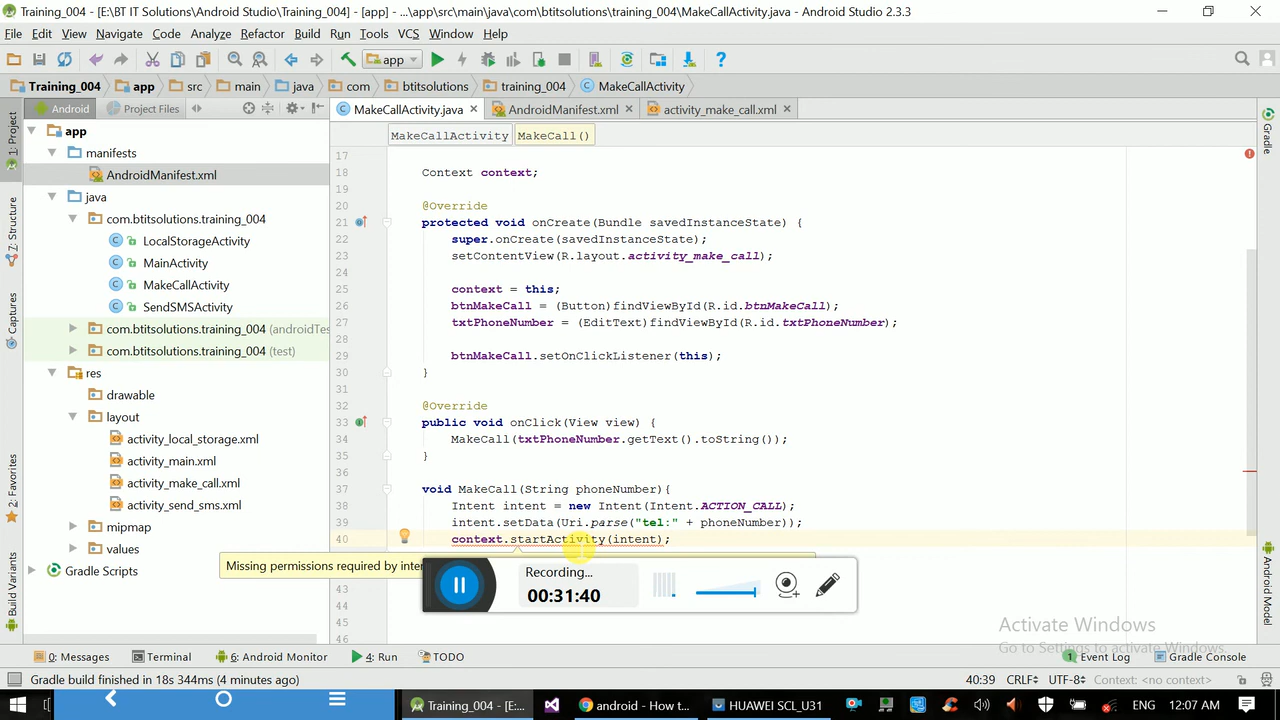 Training_004 - [E:\BT IT Solutions\Android Studio\Training_004] - [app] - ...\app\src\main\java\com\btitsolutions\training_004\MakeCallActivity.java - Android Studio 2.3.3
File Edit View Navigate Code Analyze Refactor Build Run Tools VCS Window Help
app
Training_004 app src main java com btitsolutions training_004 MakeCallActivity
Android Project Files
MakeCallActivity.java AndroidManifest.xml activity_make_call.xml
MakeCallActivity MakeCall()
1: Project
7: Structure
Captures
2: Favorites
Build Variants
app
manifests
AndroidManifest.xml
java
com.btitsolutions.training_004
LocalStorageActivity
MainActivity
MakeCallActivity
SendSMSActivity
com.btitsolutions.training_004 (androidTes
com.btitsolutions.training_004 (test)
res
drawable
layout
activity_local_storage.xml
activity_main.xml
activity_make_call.xml
activity_send_sms.xml
mipmap
values
Gradle Scripts
17
18 Context context;
19
20 @Override
21 protected void onCreate(Bundle savedInstanceState) {
22 super.onCreate(savedInstanceState);
23 setContentView(R.layout.activity_make_call);
24
25 context = this;
26 btnMakeCall = (Button)findViewById(R.id.btnMakeCall);
27 txtPhoneNumber = (EditText)findViewById(R.id.txtPhoneNumber);
28
29 btnMakeCall.setOnClickListener(this);
30 }
31
32 @Override
33 public void onClick(View view) {
34 MakeCall(txtPhoneNumber.getText().toString());
35 }
36
37 void MakeCall(String phoneNumber){
38 Intent intent = new Intent(Intent.ACTION_CALL);
39 intent.setData(Uri.parse("tel:" + phoneNumber));
40 context.startActivity(intent);
Missing permissions required by inte
43
44
45
46
Recording...
00:31:40
Gradle
Android Model
Activate Windows
Go to Settings to activate Windows.
0: Messages Terminal 6: Android Monitor 4: Run TODO 1 Event Log Gradle Console
Gradle build finished in 18s 344ms (4 minutes ago) 40:39 CRLF UTF-8 Context: <no context>
Training_004 - [E:... android - How t... HUAWEI SCL_U31 ENG 12:07 AM